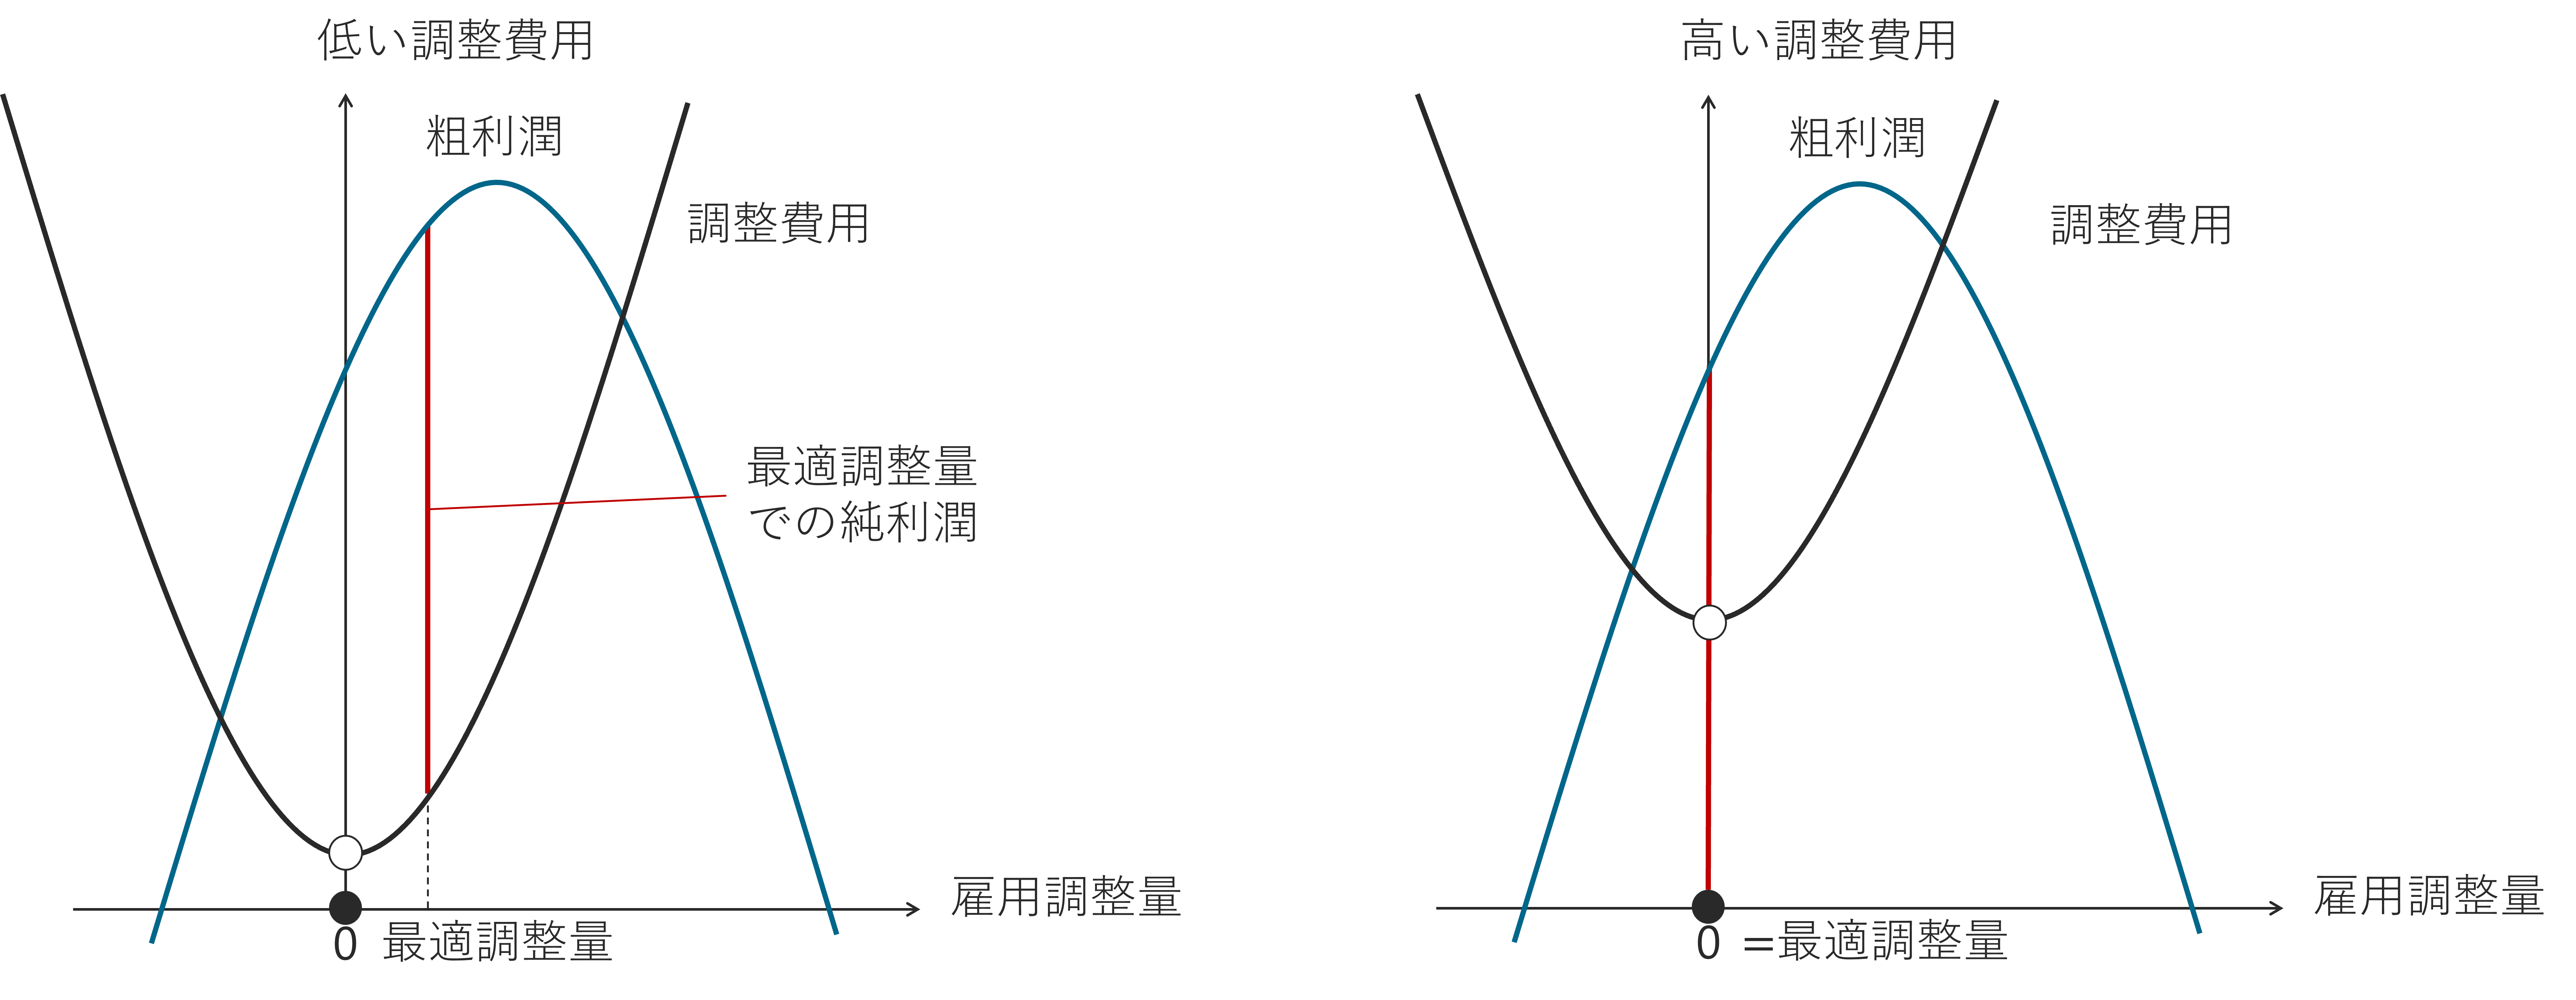 低い調整費用
粗利潤
調整費用
最適調整量
での純利潤
雇用調整量
0 最適調整量
高い調整費用
粗利潤
調整費用
雇用調整量
0 =最適調整量